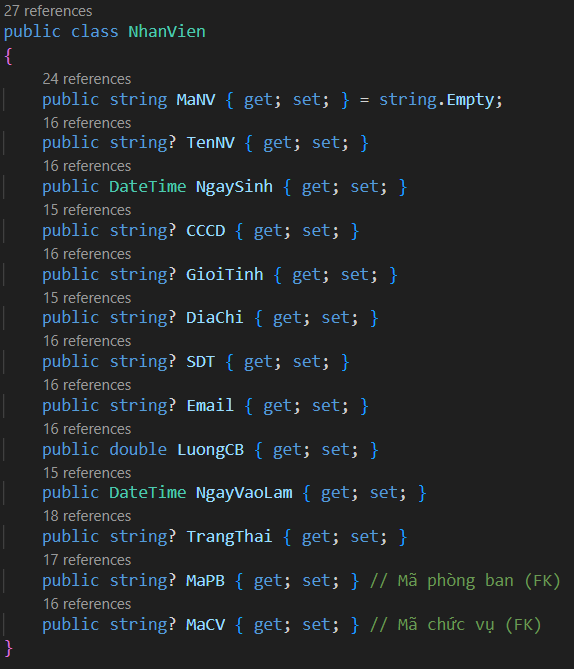 27 references
public class NhanVien
{
24 references
public string MaNV { get; set; } = string.Empty;
16 references
public string? TenNV { get; set; }
16 references
public DateTime NgaySinh { get; set; }
15 references
public string? CCCD { get; set; }
16 references
public string? GioiTinh { get; set; }
15 references
public string? DiaChi { get; set; }
16 references
public string? SDT { get; set; }
16 references
public string? Email { get; set; }
16 references
public double LuongCB { get; set; }
15 references
public DateTime NgayVaoLam { get; set; }
18 references
public string? TrangThai { get; set; }
17 references
public string? MaPB { get; set; } // Mã phòng ban (FK)
16 references
public string? MaCV { get; set; } // Mã chức vụ (FK)
}